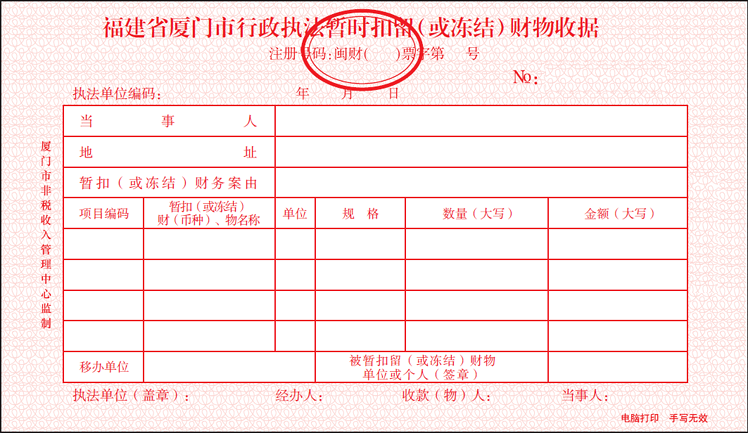 福建省厦门市行政执法暂时扣留(或冻结)财物收据
注册号码:闽财(　　)票字第　号
No:
执法单位编码:
年　月　日
当　事　人
地　址
暂扣(或冻结)财务案由
项目编码　暂扣(或冻结)　单位　规　格　数量(大写)　金额(大写)
财(币种)、物名称
移办单位　被暂扣留(或冻结)财物
单位或个人(签章)
执法单位(盖章):　经办人:　收款(物)人:　当事人:
电脑打印　手写无效
厦门市非税收入管理中心监制